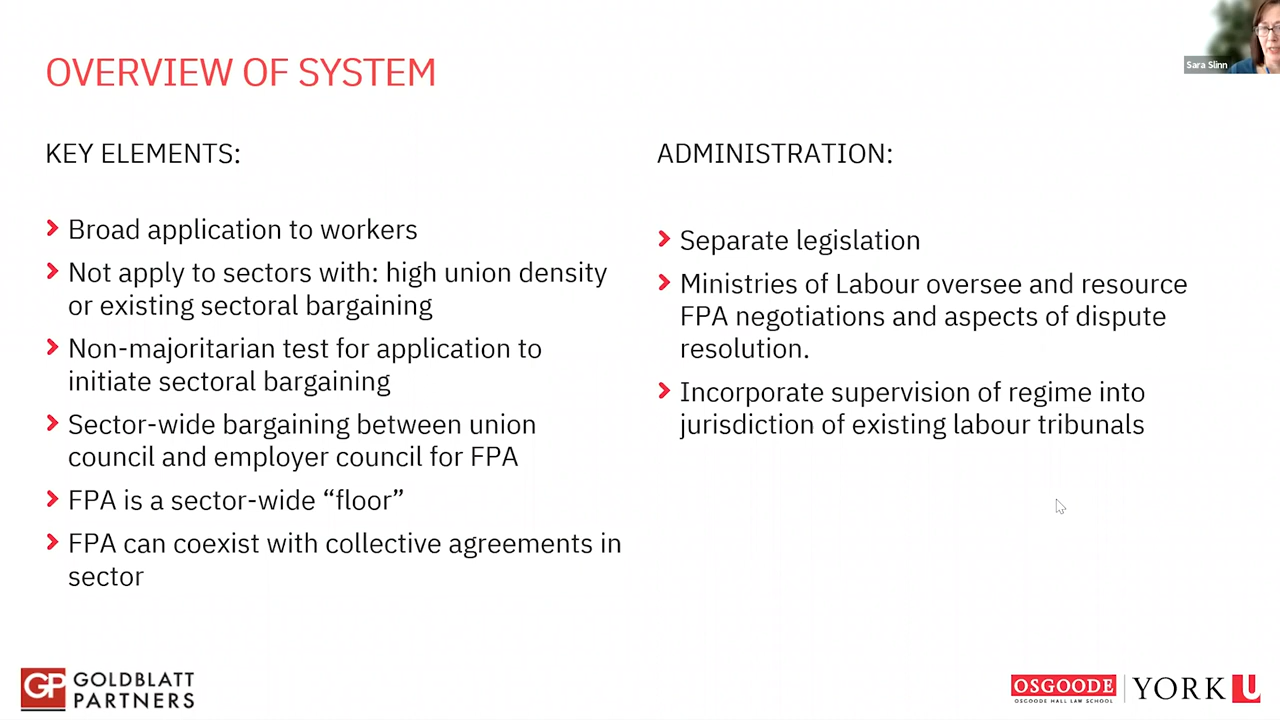 OVERVIEW OF SYSTEM
Sara Slinn
KEY ELEMENTS:
Broad application to workers
Not apply to sectors with: high union density
or existing sectoral bargaining
Non-majoritarian test for application to
initiate sectoral bargaining
Sector-wide bargaining between union
council and employer council for FPA
FPA is a sector-wide “floor”
FPA can coexist with collective agreements in
sector
ADMINISTRATION:
Separate legislation
Ministries of Labour oversee and resource
FPA negotiations and aspects of dispute
resolution.
Incorporate supervision of regime into
jurisdiction of existing labour tribunals
GP GOLDBLATT
PARTNERS
OSGOODE
OSGOODE HALL LAW SCHOOL
YORK U